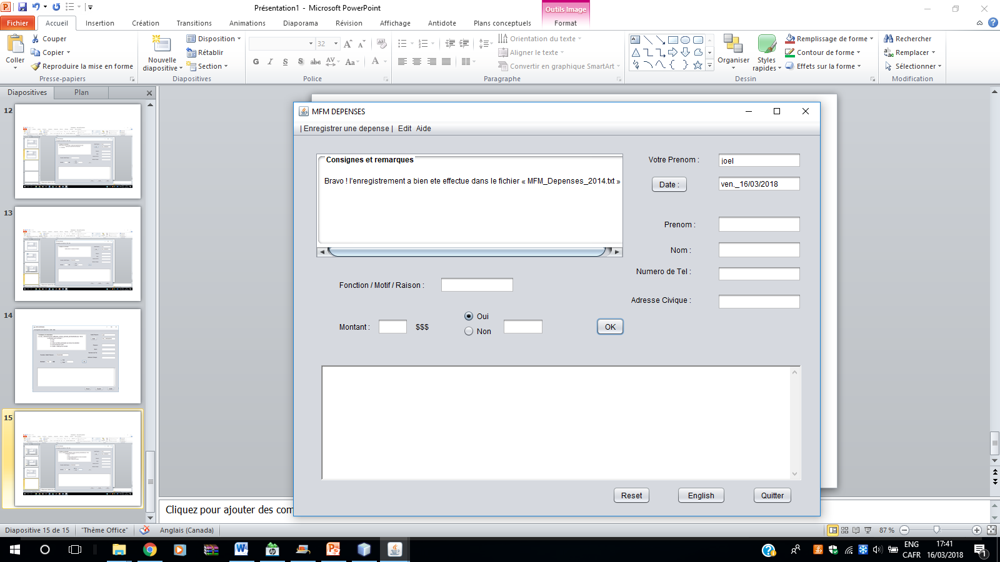 Présentation1 - Microsoft PowerPoint
Outils Image
Fichier Accueil Insertion Création Transitions Animations Diaporama Révision Affichage Antidote Plans conceptuels Format
Coller
Couper
Copier
Reproduire la mise en forme
Presse-papiers
Nouvelle diapositive
Disposition
Rétablir
Section
Diapositives
32
G I S S abc AV Aa A
Police
Orientation du texte
Aligner le texte
Convertir en graphique SmartArt
Paragraphe
Organiser
Styles rapides
Remplissage de forme
Contour de forme
Effets sur la forme
Dessin
Rechercher
Remplacer
Sélectionner
Modification
Diapositives Plan
12
13
14
15
MFM DEPENSES
| Enregistrer une depense | Edit Aide
Consignes et remarques
Bravo ! l'enregistrement a bien ete effectue dans le fichier « MFM_Depenses_2014.txt »
Votre Prenom : joel
Date : ven._16/03/2018
Prenom :
Nom :
Numero de Tel :
Adresse Civique :
Fonction / Motif / Raison :
Montant : $$$
Oui
Non
OK
Reset English Quitter
Cliquez pour ajouter des com
Diapositive 15 de 15 "Thème Office" Anglais (Canada) 87 %
ENG
CAFR
17:41
16/03/2018
1